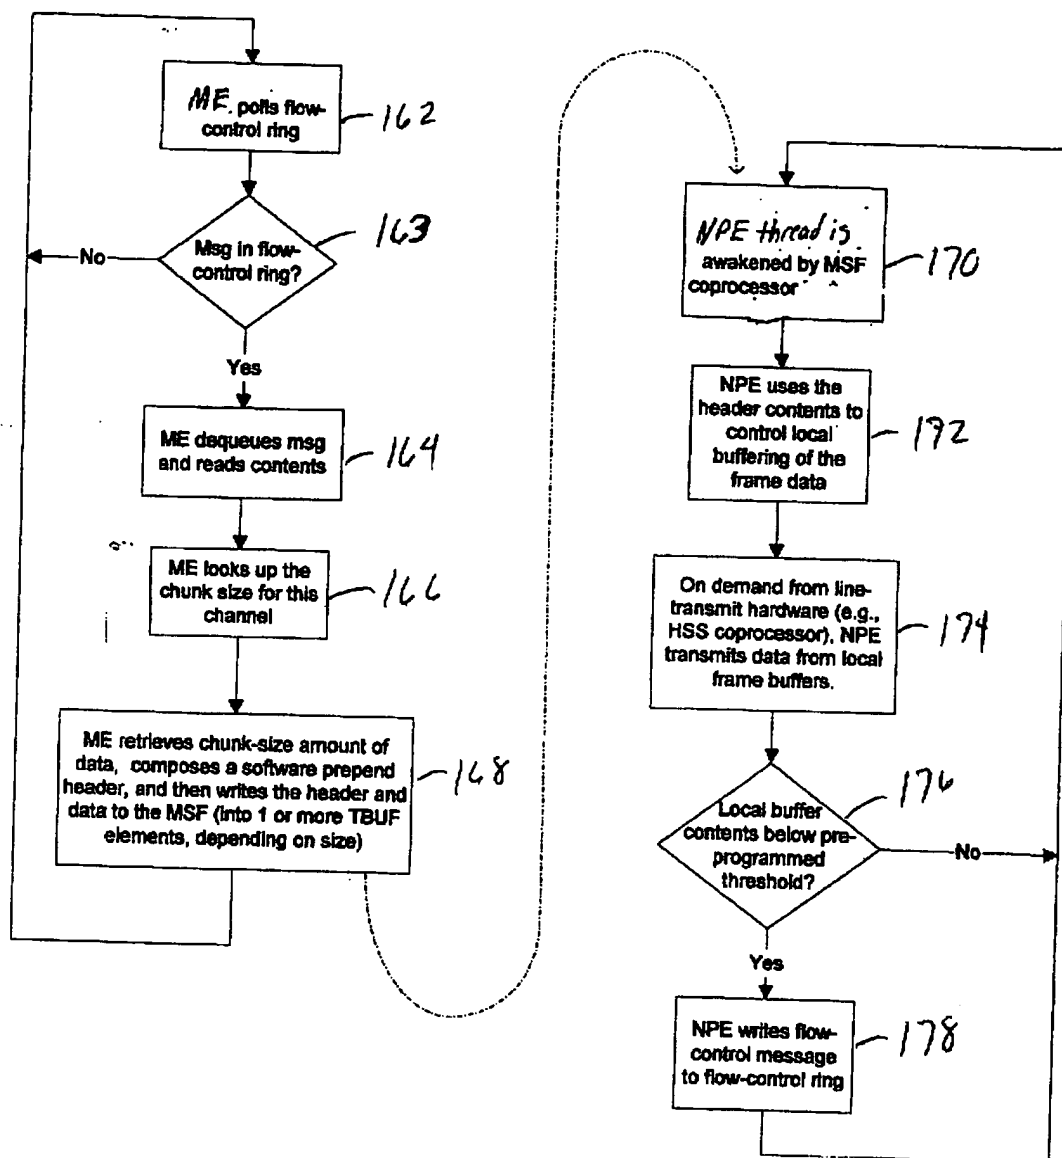 ME polls flow-
control ring
162
Msg in flow-
control ring?
163
No
Yes
ME dequeues msg
and reads contents
164
ME looks up the
chunk size for this
channel
166
ME retrieves chunk-size amount of
data, composes a software prepend
header, and then writes the header and
data to the MSF (into 1 or more TBUF
elements, depending on size)
168
NPE thread is
awakened by MSF
coprocessor
170
NPE uses the
header contents to
control local
buffering of the
frame data
172
On demand from line-
transmit hardware (e.g.,
HSS coprocessor), NPE
transmits data from local
frame buffers.
174
Local buffer
contents below pre-
programmed
threshold?
176
No
Yes
NPE writes flow-
control message
to flow-control ring
178